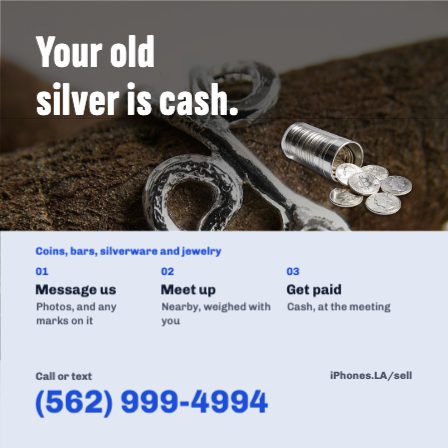 Your old
silver is cash.
Coins, bars, silverware and jewelry
01
Message us
Photos, and any
marks on it
02
Meet up
Nearby, weighed with
you
03
Get paid
Cash, at the meeting
Call or text
(562) 999-4994
iPhones.LA/sell